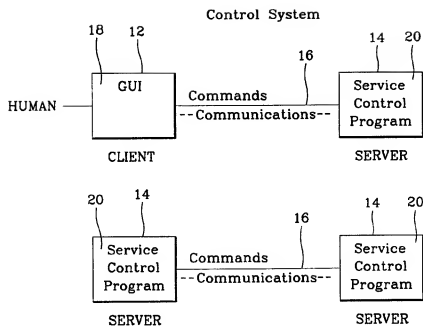 Control System
18
12
16
14
20
HUMAN
GUI
Commands
--Communications--
Service
Control
Program
CLIENT
SERVER
20
14
16
14
20
Service
Control
Program
Commands
--Communications--
Service
Control
Program
SERVER
SERVER